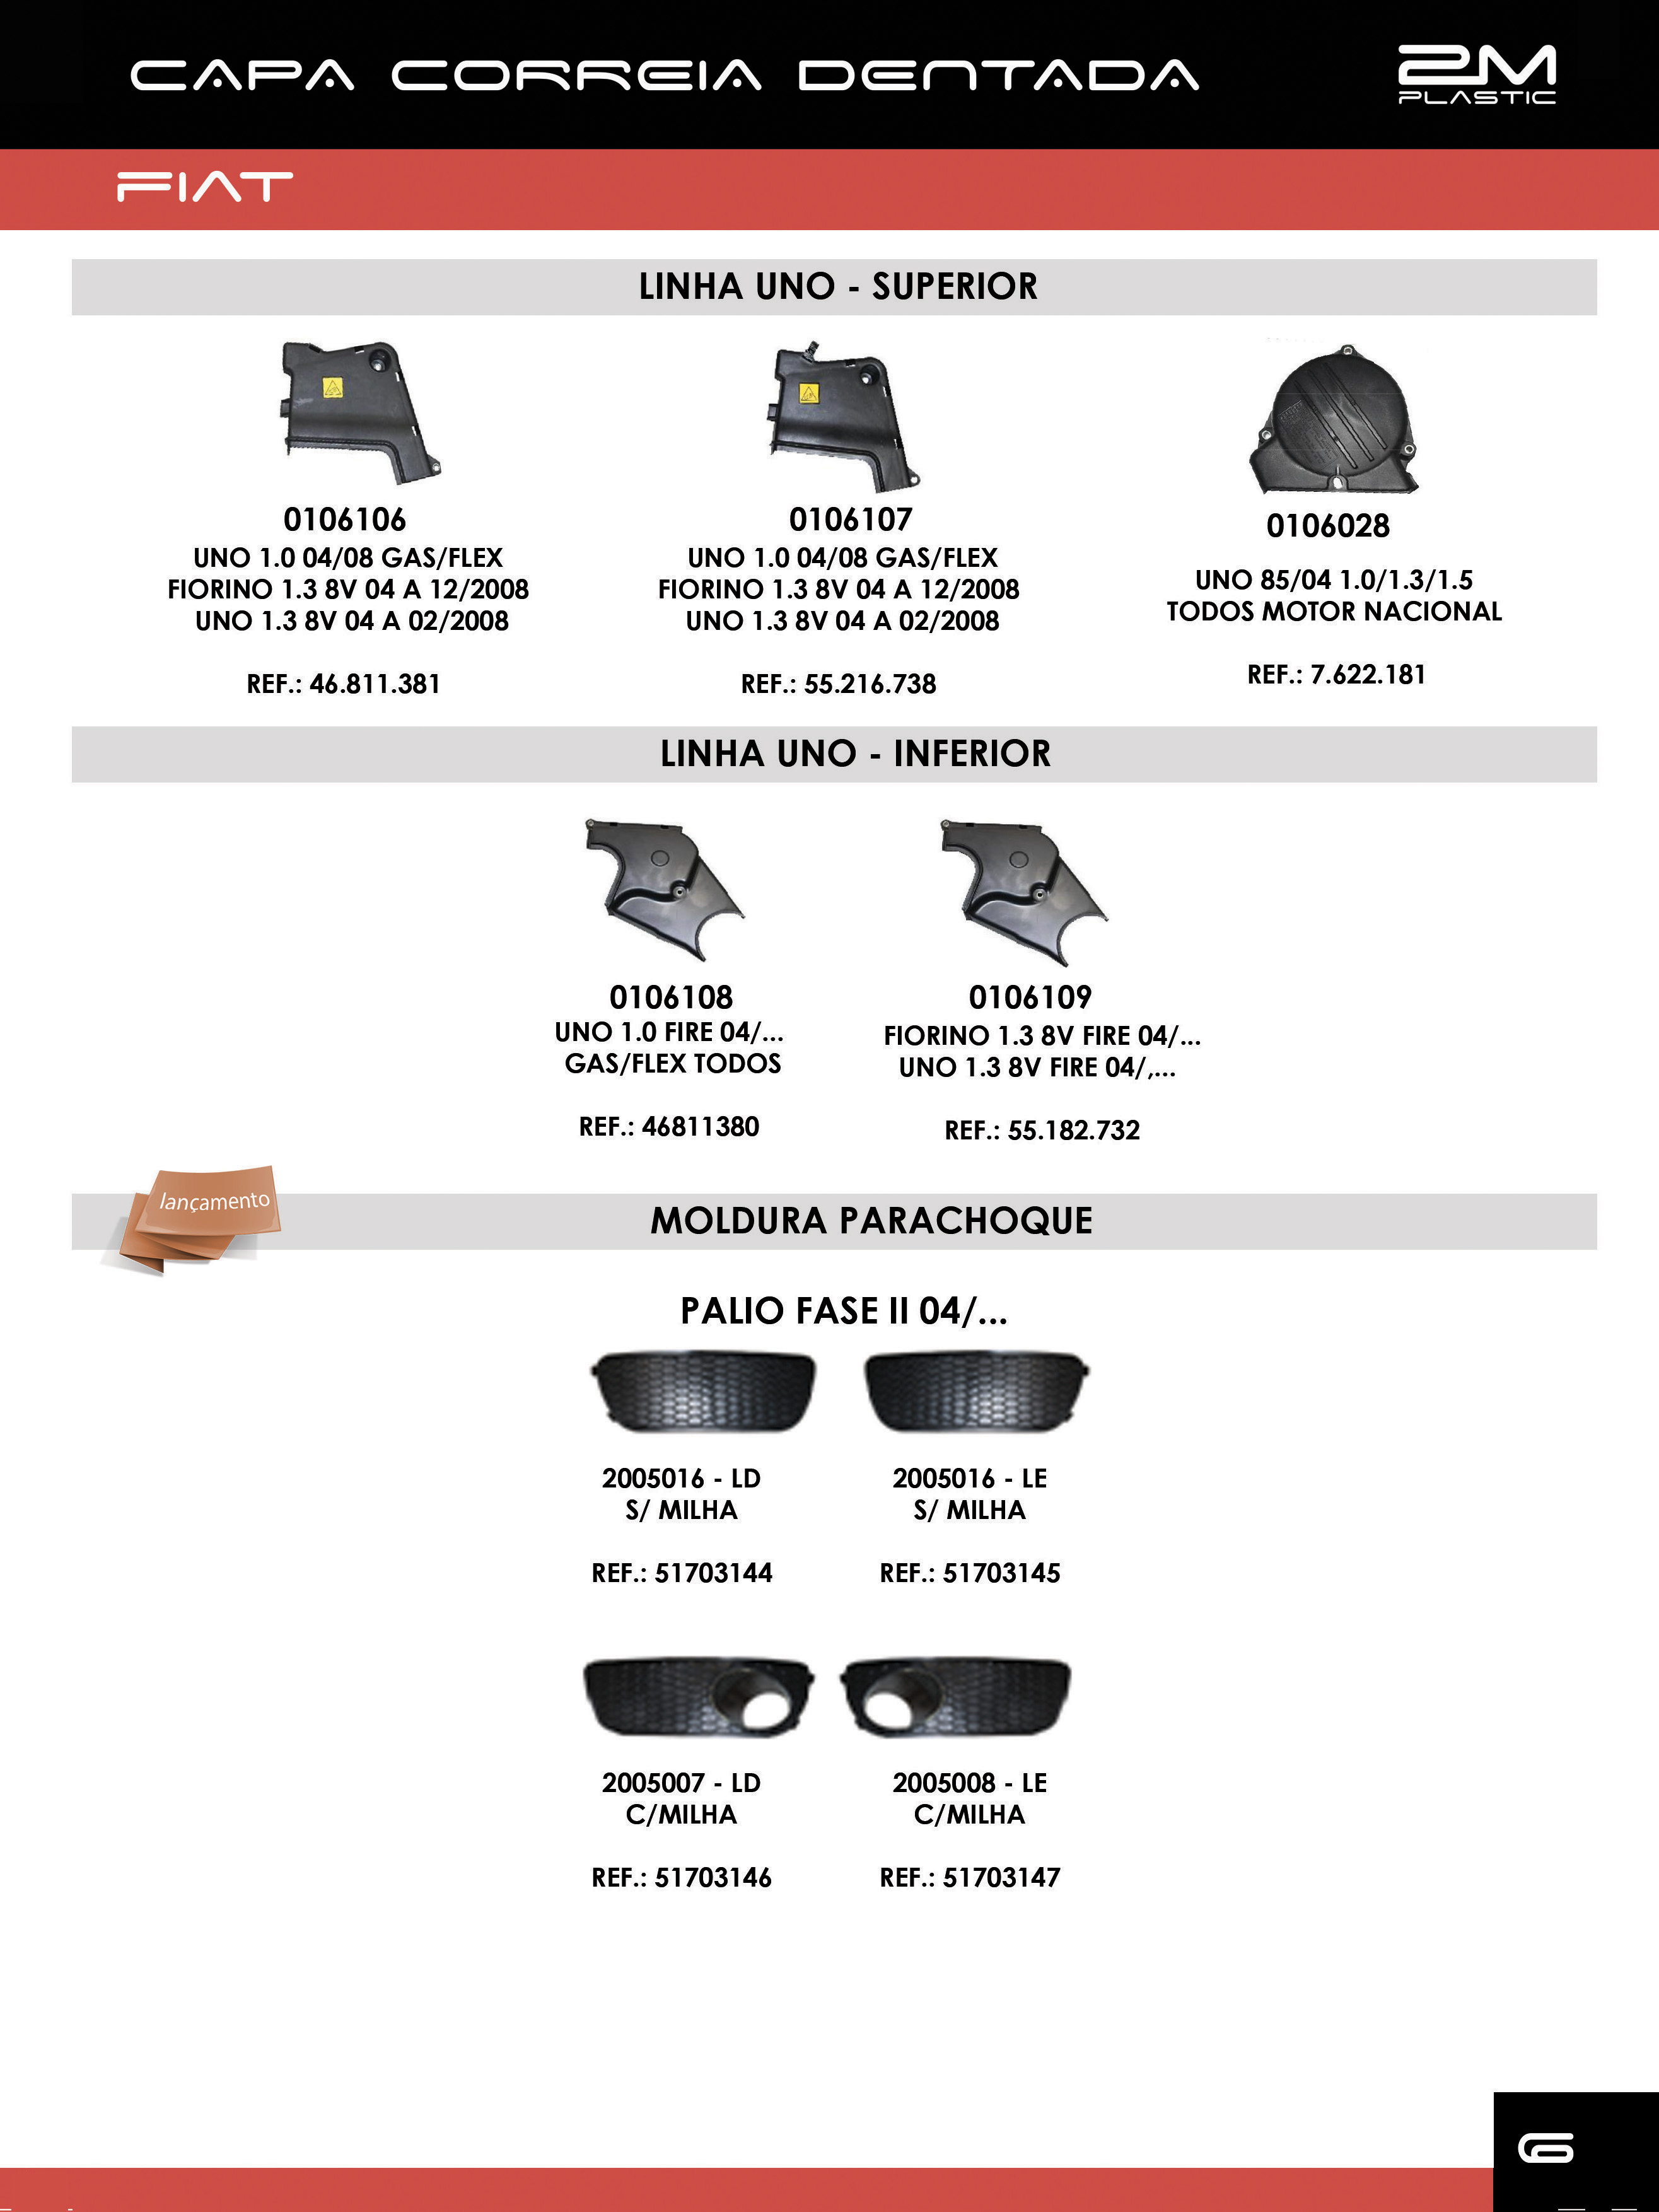 CAPA CORREIA DENTADA
2M
PLASTIC
FIAT
LINHA UNO - SUPERIOR
0106106
UNO 1.0 04/08 GAS/FLEX
FIORINO 1.3 8V 04 A 12/2008
UNO 1.3 8V 04 A 02/2008
REF.: 46.811.381
0106107
UNO 1.0 04/08 GAS/FLEX
FIORINO 1.3 8V 04 A 12/2008
UNO 1.3 8V 04 A 02/2008
REF.: 55.216.738
0106028
UNO 85/04 1.0/1.3/1.5
TODOS MOTOR NACIONAL
REF.: 7.622.181
LINHA UNO - INFERIOR
0106108
UNO 1.0 FIRE 04/...
GAS/FLEX TODOS
REF.: 46811380
0106109
FIORINO 1.3 8V FIRE 04/...
UNO 1.3 8V FIRE 04/,...
REF.: 55.182.732
lançamento
MOLDURA PARACHOQUE
PALIO FASE II 04/...
2005016 - LD
S/ MILHA
REF.: 51703144
2005016 - LE
S/ MILHA
REF.: 51703145
2005007 - LD
C/MILHA
REF.: 51703146
2005008 - LE
C/MILHA
REF.: 51703147
6